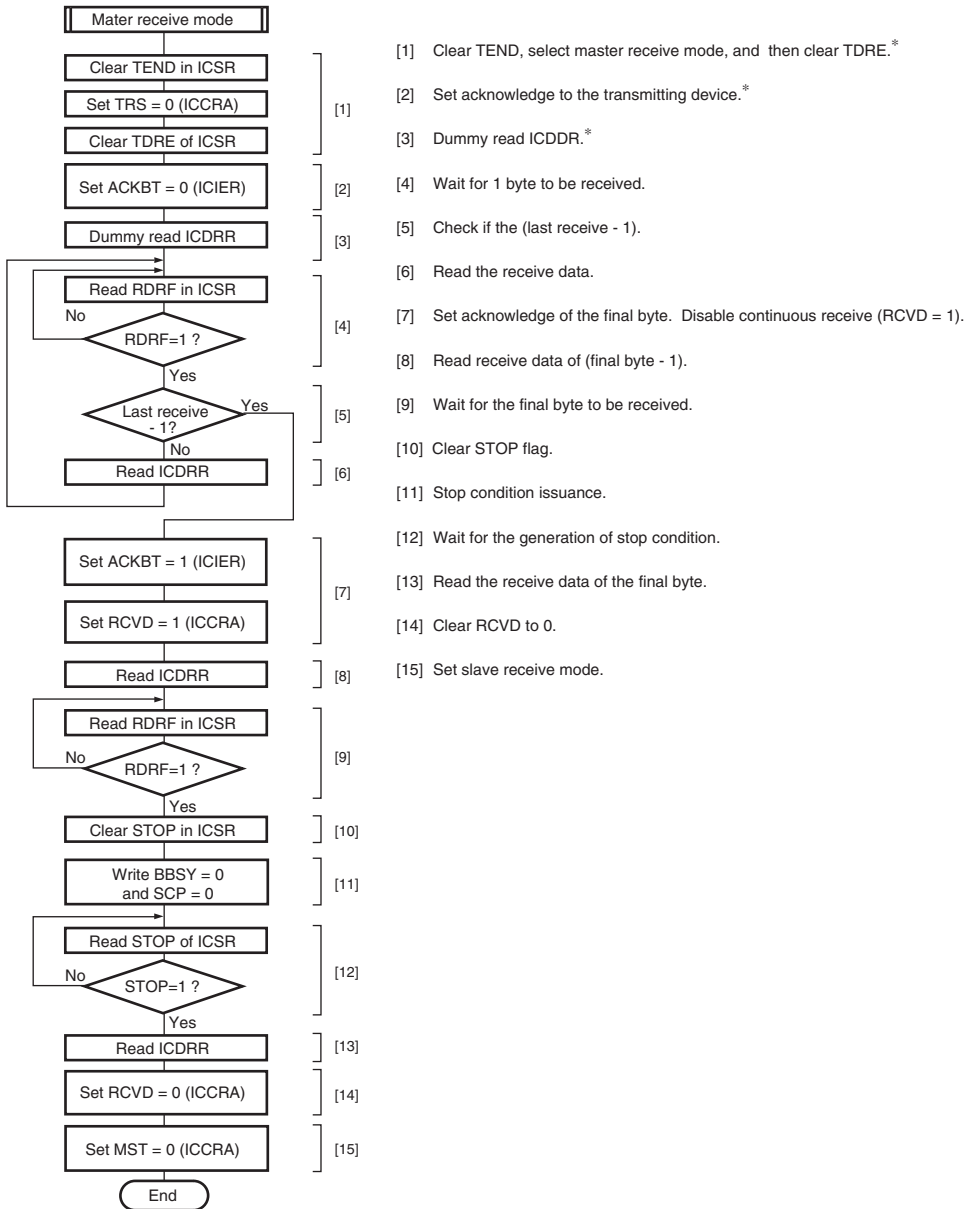 Mater receive mode
Clear TEND in ICSR
Set TRS = 0 (ICCRA)
Clear TDRE of ICSR
[1]
Set ACKBT = 0 (ICIER)
[2]
Dummy read ICDRR
[3]
Read RDRF in ICSR
No
RDRF=1 ?
[4]
Yes
Last receive
- 1?
Yes
[5]
No
Read ICDRR
[6]
Set ACKBT = 1 (ICIER)
Set RCVD = 1 (ICCRA)
[7]
Read ICDRR
[8]
Read RDRF in ICSR
No
RDRF=1 ?
[9]
Yes
Clear STOP in ICSR
[10]
Write BBSY = 0
and SCP = 0
[11]
Read STOP of ICSR
No
STOP=1 ?
[12]
Yes
Read ICDRR
[13]
Set RCVD = 0 (ICCRA)
[14]
Set MST = 0 (ICCRA)
[15]
End
[1] Clear TEND, select master receive mode, and then clear TDRE.*
[2] Set acknowledge to the transmitting device.*
[3] Dummy read ICDDR.*
[4] Wait for 1 byte to be received.
[5] Check if the (last receive - 1).
[6] Read the receive data.
[7] Set acknowledge of the final byte. Disable continuous receive (RCVD = 1).
[8] Read receive data of (final byte - 1).
[9] Wait for the final byte to be received.
[10] Clear STOP flag.
[11] Stop condition issuance.
[12] Wait for the generation of stop condition.
[13] Read the receive data of the final byte.
[14] Clear RCVD to 0.
[15] Set slave receive mode.